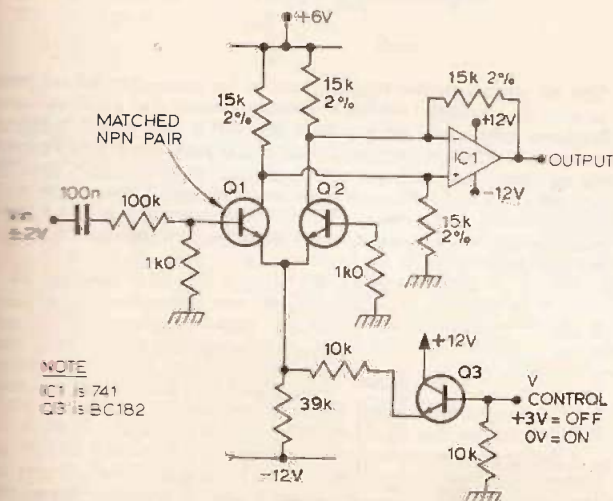 +6V
15k
2%
15k
2%
15k 2%
+12V
MATCHED
NPN PAIR
IC1
-
+
OUTPUT
-12V
Q1
Q2
100n
100k
±2V
1k0
1k0
15k
2%
+12V
10k
Q3
V
CONTROL
+3V = OFF
0V = ON
39k
10k
-12V
NOTE
IC1 is 741
Q3 is BC182